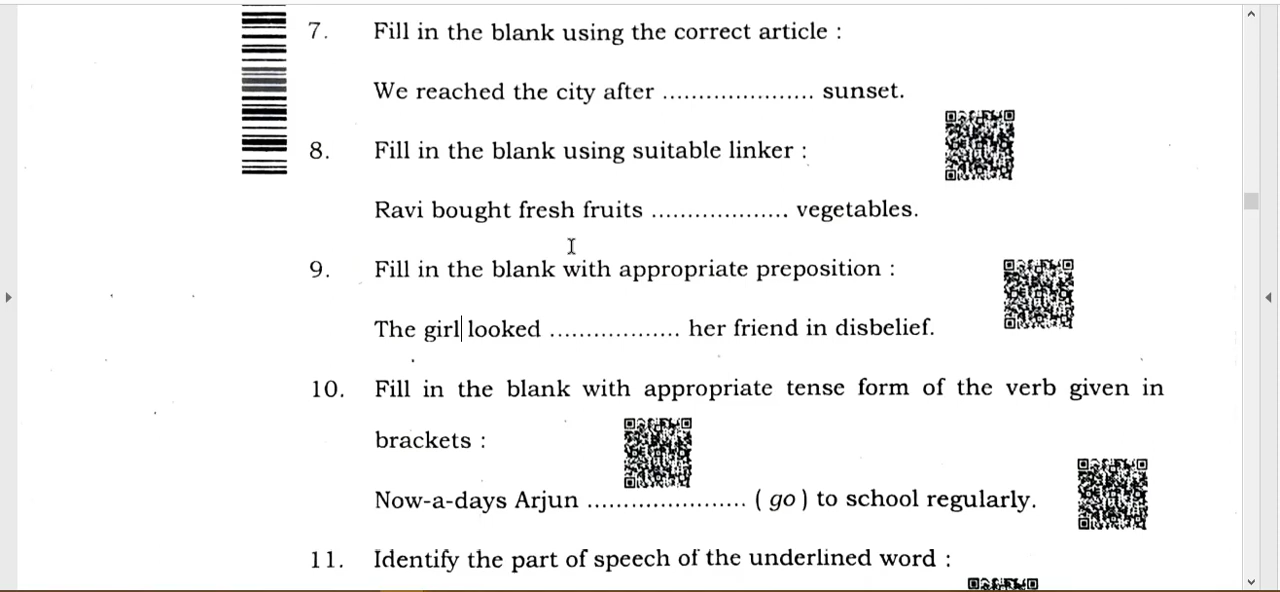 7. Fill in the blank using the correct article :
We reached the city after ..................... sunset.
8. Fill in the blank using suitable linker :
Ravi bought fresh fruits ................... vegetables.
9. Fill in the blank with appropriate preposition :
The girl looked .................. her friend in disbelief.
10. Fill in the blank with appropriate tense form of the verb given in
brackets :
Now-a-days Arjun ...................... ( go ) to school regularly.
11. Identify the part of speech of the underlined word :